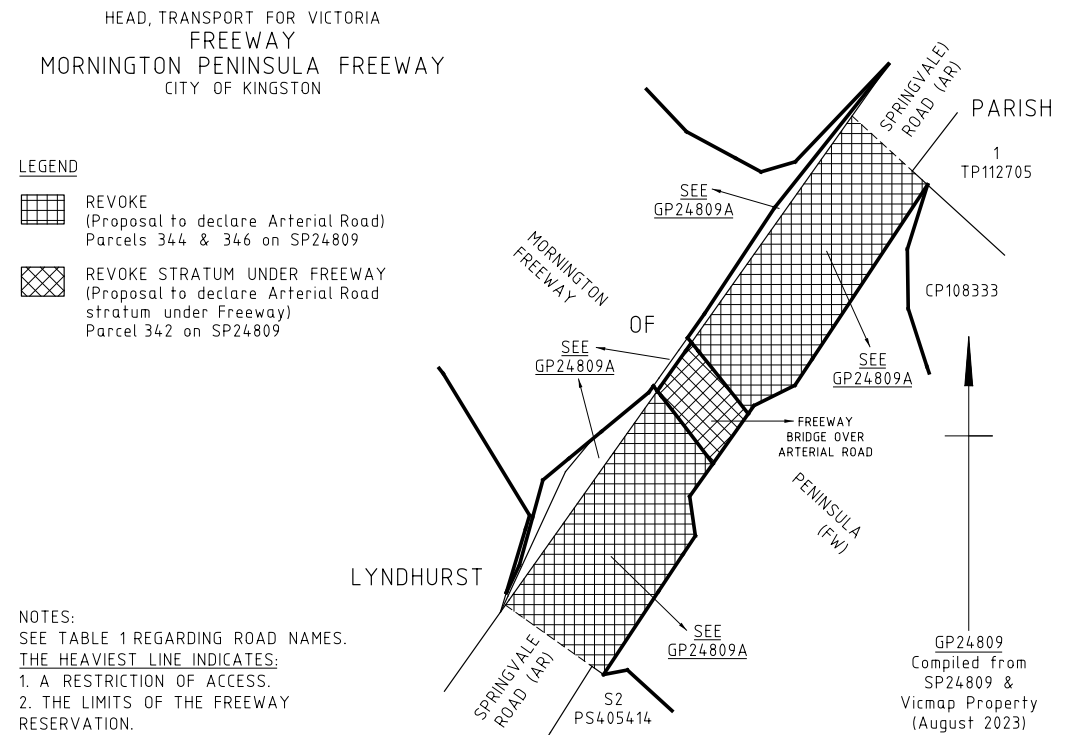 HEAD, TRANSPORT FOR VICTORIA
FREEWAY
MORNINGTON PENINSULA FREEWAY
CITY OF KINGSTON
LEGEND
REVOKE
(Proposal to declare Arterial Road)
Parcels 344 & 346 on SP24809
REVOKE STRATUM UNDER FREEWAY
(Proposal to declare Arterial Road
stratum under Freeway)
Parcel 342 on SP24809
SPRINGVALE)
ROAD (AR)
PARISH
1
TP112705
SEE
GP24809A
MORNINGTON
FREEWAY
CP108333
OF
SEE
GP24809A
SEE
GP24809A
FREEWAY
BRIDGE OVER
ARTERIAL ROAD
PENINSULA
(FW)
LYNDHURST
SEE
GP24809A
SPRINGVALE
ROAD (AR)
S2
PS405414
NOTES:
SEE TABLE 1 REGARDING ROAD NAMES.
THE HEAVIEST LINE INDICATES:
1. A RESTRICTION OF ACCESS.
2. THE LIMITS OF THE FREEWAY
RESERVATION.
GP24809
Compiled from
SP24809 &
Vicmap Property
(August 2023)